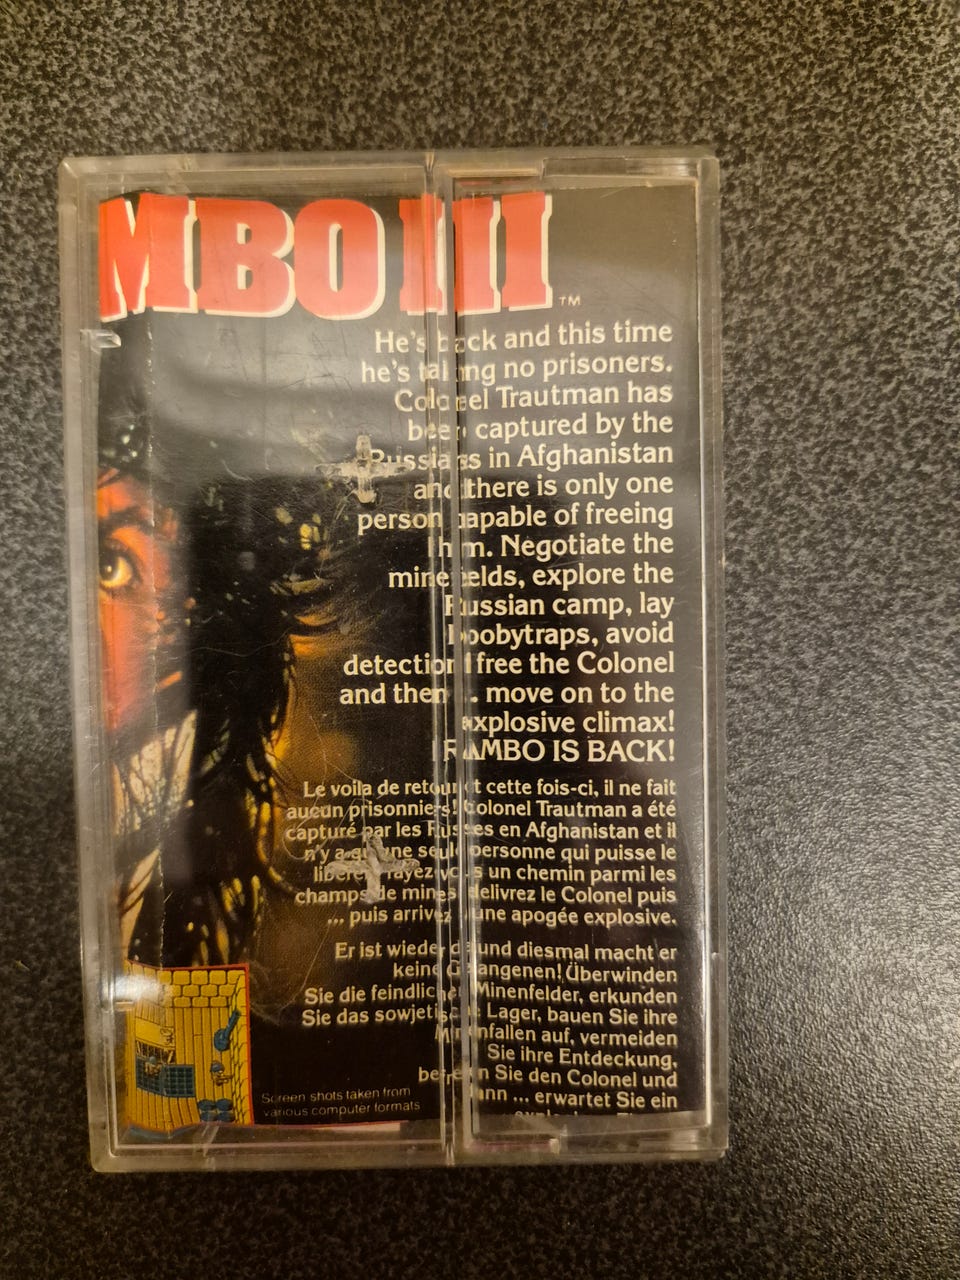 MBO III ™
He's back and this time
he's taking no prisoners.
Colonel Trautman has
been captured by the
Russians in Afghanistan
and there is only one
person capable of freeing
him. Negotiate the
minefields, explore the
Russian camp, lay
boobytraps, avoid
detection free the Colonel
and then ... move on to the
explosive climax!
RAMBO IS BACK!
Le voila de retour et cette fois-ci, il ne fait
aucun prisonniers! Colonel Trautman a été
capturé par les Russes en Afghanistan et il
n'y a qu'une seule personne qui puisse le
un chemin parmi les
champs de mines delivrez le Colonel puis
... puis arrivez une apogée explosive.
Er ist wieder da und diesmal macht er
keine Gefangenen! Überwinden
Sie die feindlichen Minenfelder, erkunden
Sie das sowjetische Lager, bauen Sie ihre
Minenfallen auf, vermeiden
Sie ihre Entdeckung,
befreien Sie den Colonel und
dann ... erwartet Sie ein
Screen shots taken from
various computer formats